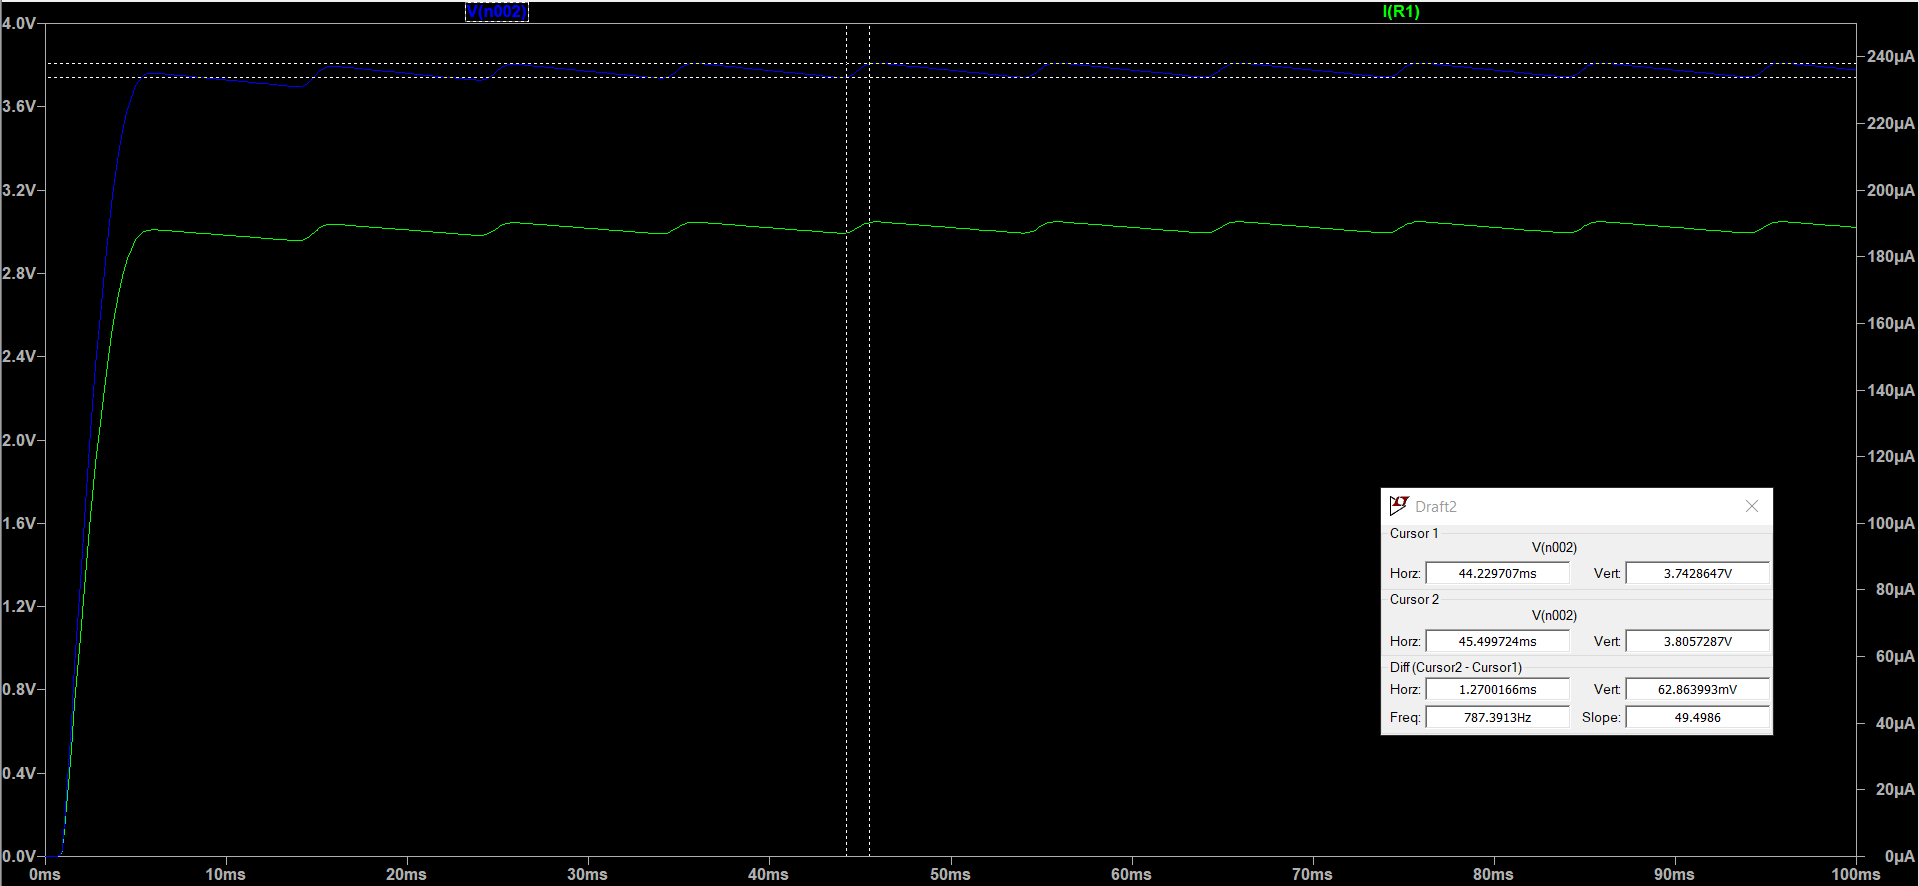 V(n002) I(R1)
4.0V
240µA
3.6V
220µA
3.2V 200µA
2.8V 180µA
160µA
2.4V
140µA
2.0V
120µA
1.6V 100µA
Draft2
Cursor 1
V(n002)
Horz: 44.229707ms Vert: 3.7428647V
80µA
Cursor 2
1.2V
V(n002)
Horz: 45.499724ms Vert: 3.8057287V
60µA
Diff (Cursor2 - Cursor1)
Horz: 1.2700166ms Vert: 62.863993mV
0.8V
Freq: 787.3913Hz Slope: 49.4986
40µA
0.4V
20µA
0.0V 0µA
0ms 10ms 20ms 30ms 40ms 50ms 60ms 70ms 80ms 90ms 100ms